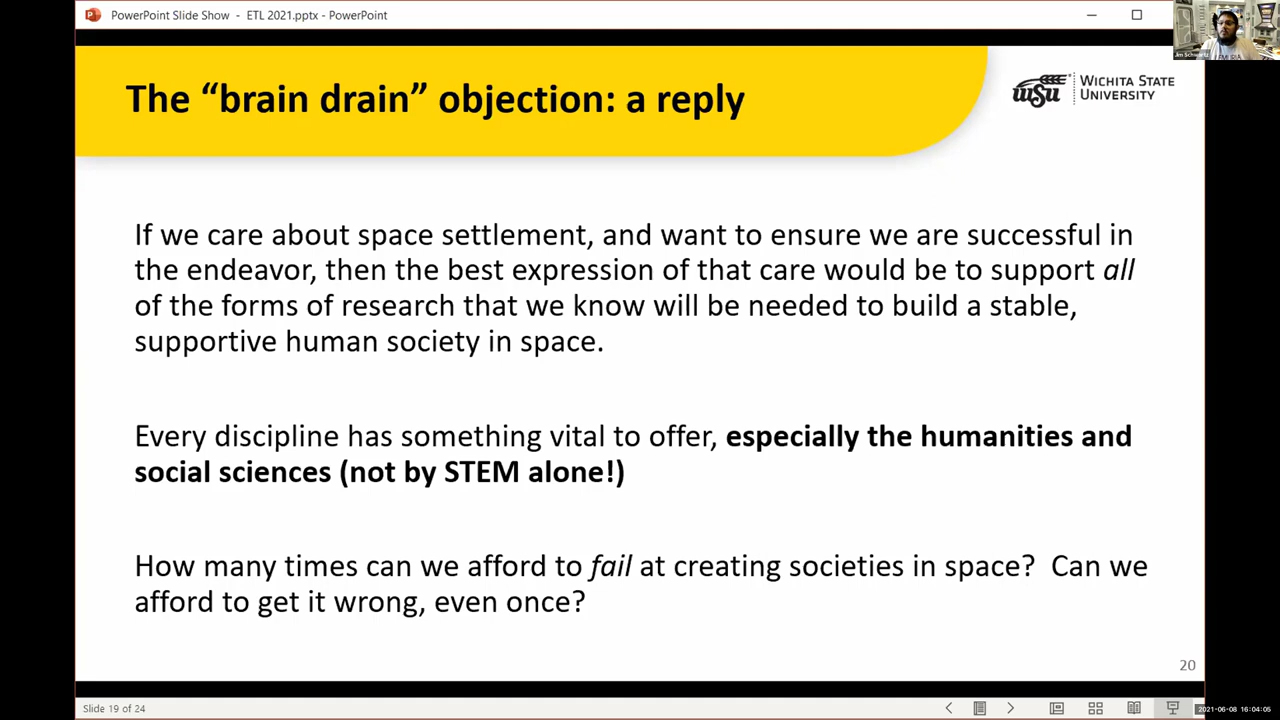 PowerPoint Slide Show - ETL 2021.pptx - PowerPoint
The “brain drain” objection: a reply
wsu
WICHITA STATE
UNIVERSITY
Jim Schwartz
If we care about space settlement, and want to ensure we are successful in
the endeavor, then the best expression of that care would be to support all
of the forms of research that we know will be needed to build a stable,
supportive human society in space.
Every discipline has something vital to offer, especially the humanities and
social sciences (not by STEM alone!)
How many times can we afford to fail at creating societies in space?  Can we
afford to get it wrong, even once?
20
Slide 19 of 24
2021-06-08 16:04:05